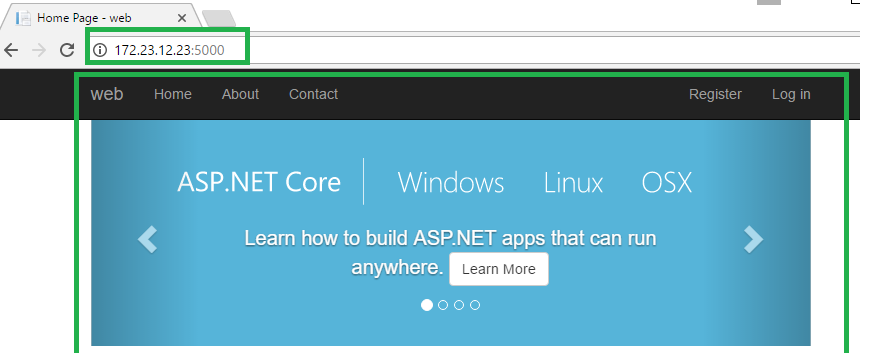 Home Page - web
172.23.12.23:5000
web Home About Contact Register Log in
ASP.NET Core Windows Linux OSX
Learn how to build ASP.NET apps that can run
anywhere. Learn More